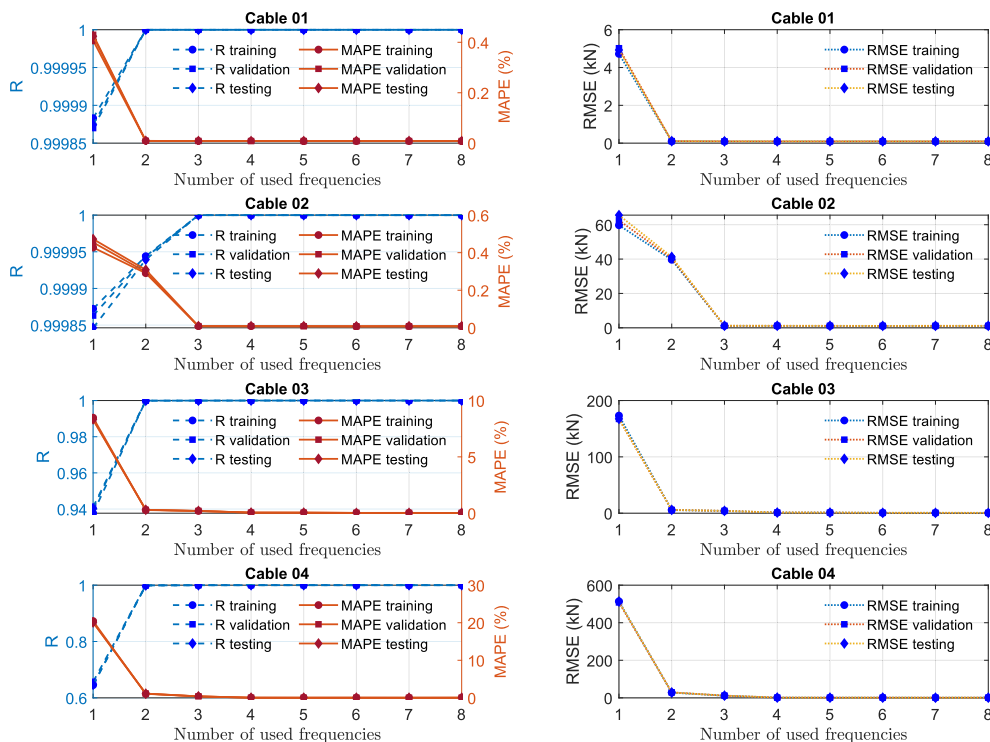 Cable 01
1
0.99995
0.9999
0.99985
R
0.4
0.2
0
MAPE (%)
R training
R validation
R testing
MAPE training
MAPE validation
MAPE testing
1 2 3 4 5 6 7 8
Number of used frequencies
Cable 01
6
4
2
0
RMSE (kN)
RMSE training
RMSE validation
RMSE testing
1 2 3 4 5 6 7 8
Number of used frequencies
Cable 02
1
0.99995
0.9999
0.99985
R
0.6
0.4
0.2
0
MAPE (%)
R training
R validation
R testing
MAPE training
MAPE validation
MAPE testing
1 2 3 4 5 6 7 8
Number of used frequencies
Cable 02
60
40
20
0
RMSE (kN)
RMSE training
RMSE validation
RMSE testing
1 2 3 4 5 6 7 8
Number of used frequencies
Cable 03
1
0.98
0.96
0.94
R
10
5
0
MAPE (%)
R training
R validation
R testing
MAPE training
MAPE validation
MAPE testing
1 2 3 4 5 6 7 8
Number of used frequencies
Cable 03
200
100
0
RMSE (kN)
RMSE training
RMSE validation
RMSE testing
1 2 3 4 5 6 7 8
Number of used frequencies
Cable 04
1
0.8
0.6
R
30
20
10
0
MAPE (%)
R training
R validation
R testing
MAPE training
MAPE validation
MAPE testing
1 2 3 4 5 6 7 8
Number of used frequencies
Cable 04
600
400
200
0
RMSE (kN)
RMSE training
RMSE validation
RMSE testing
1 2 3 4 5 6 7 8
Number of used frequencies